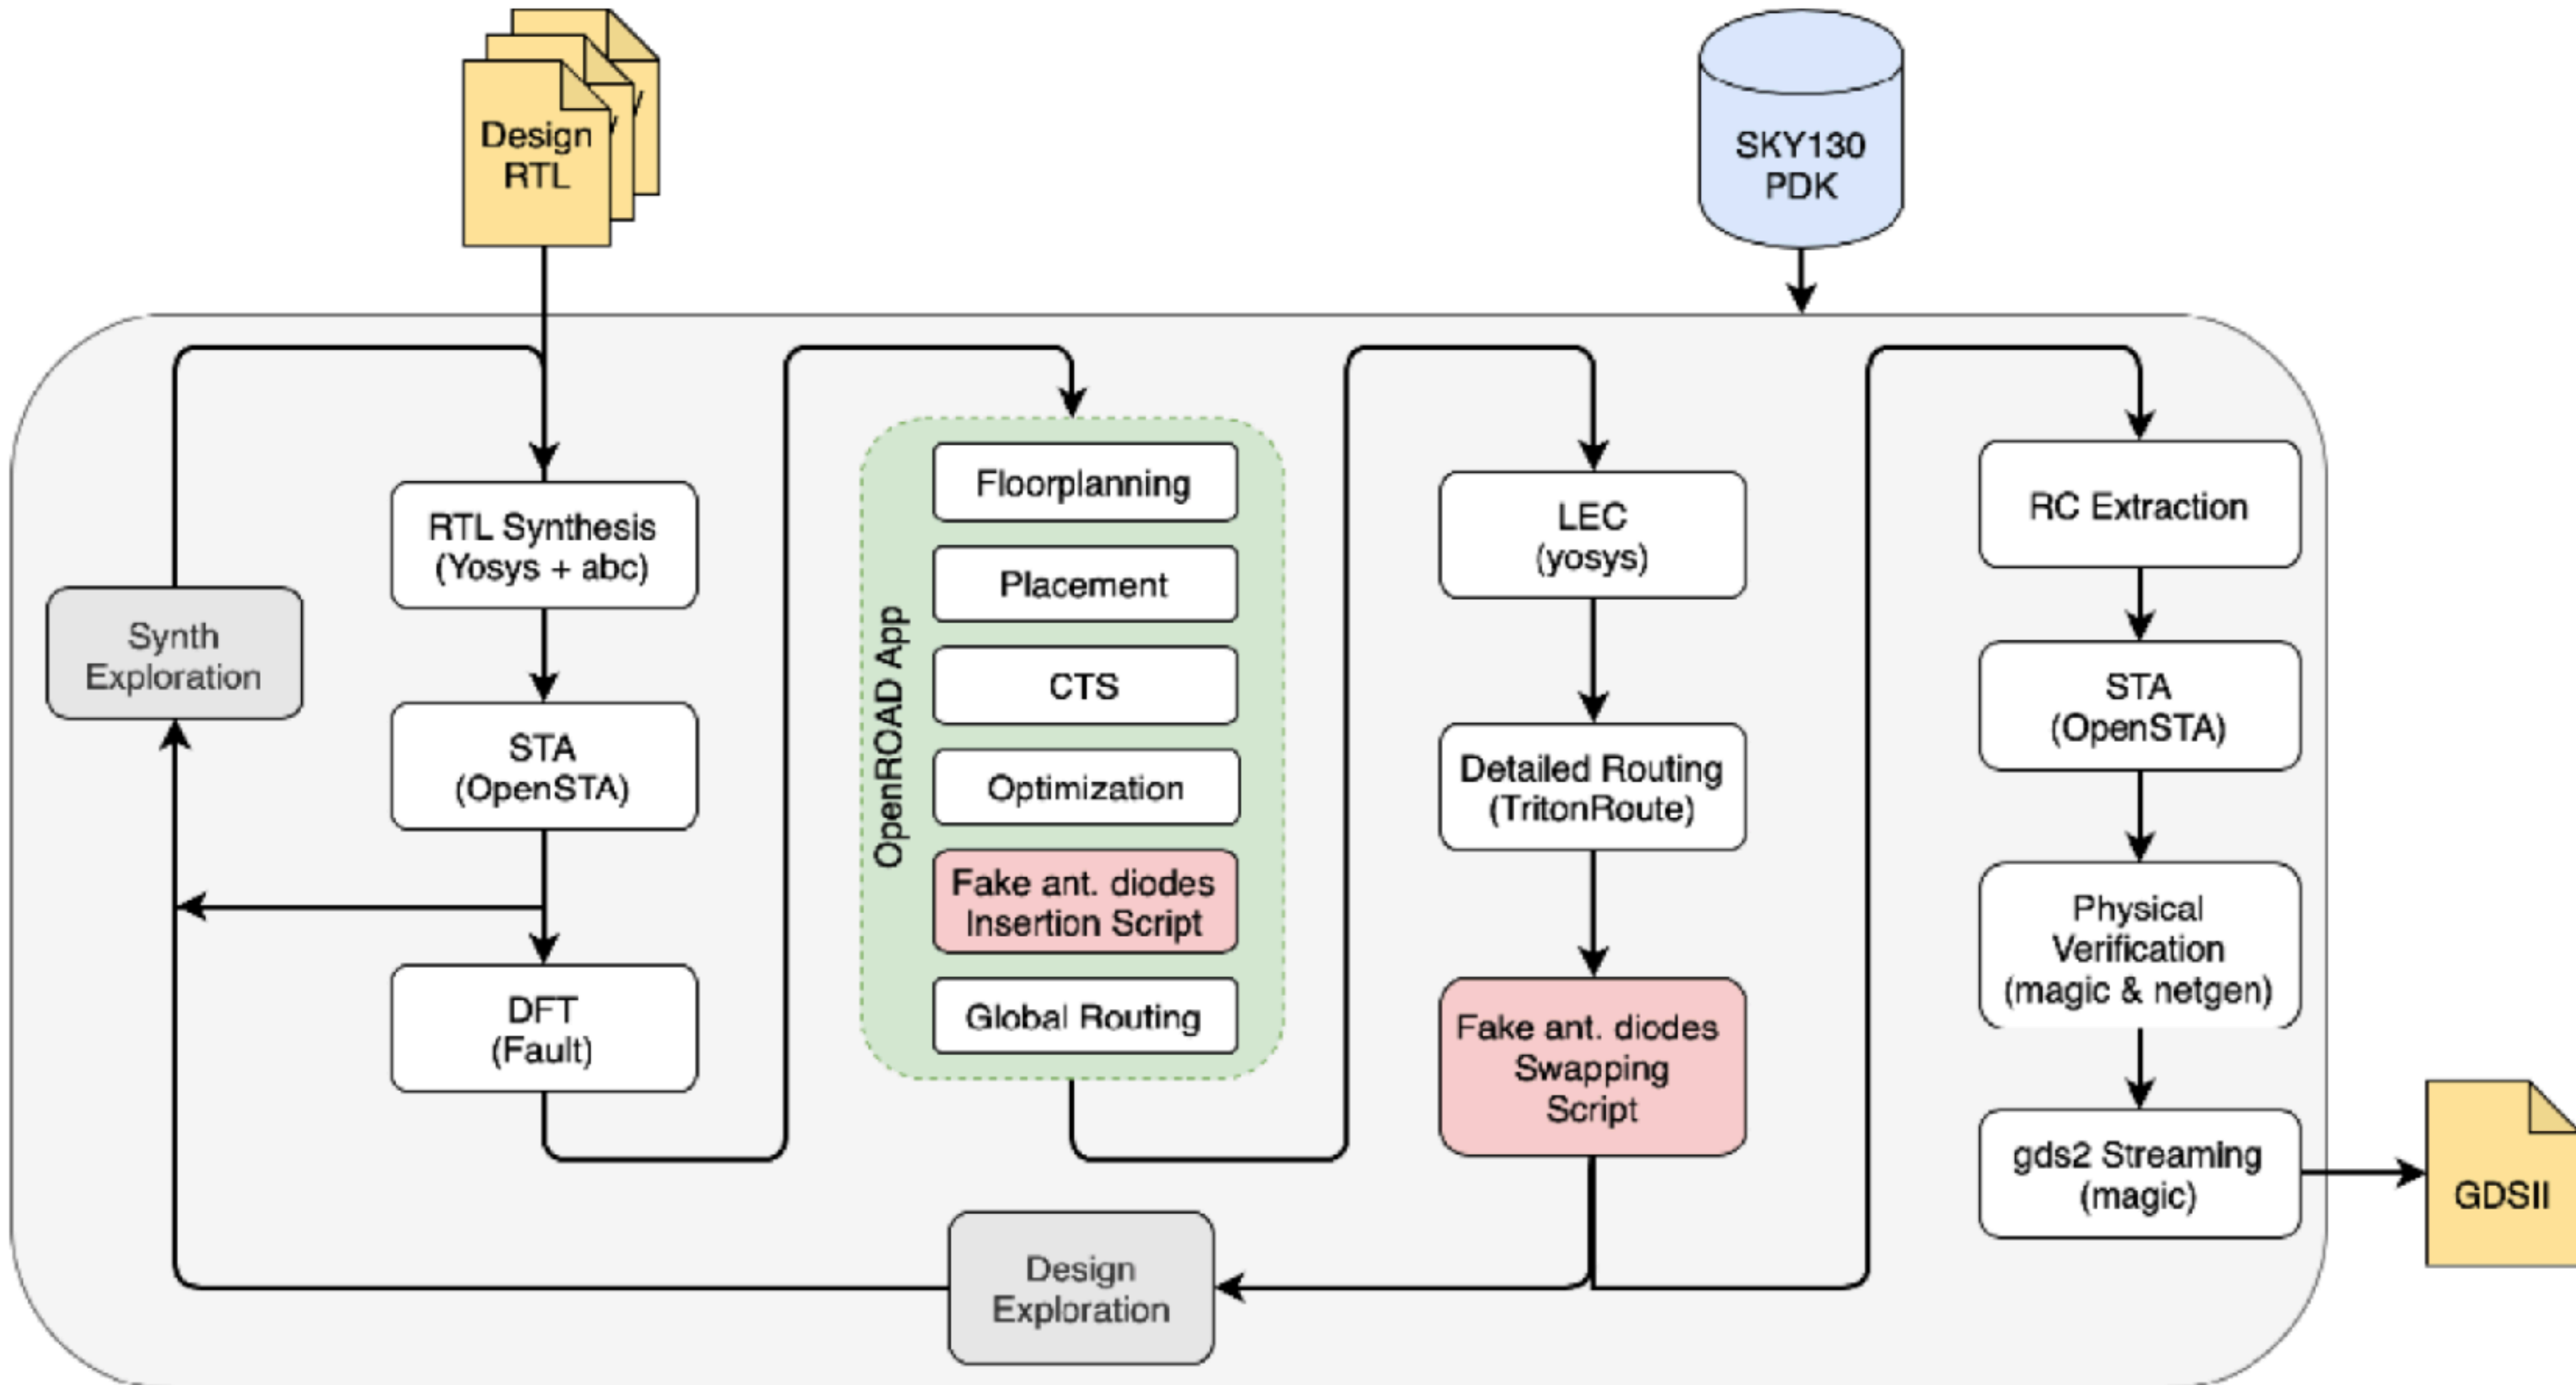 Design
RTL
/
/
SKY130
PDK
Synth
Exploration
RTL Synthesis
(Yosys + abc)
STA
(OpenSTA)
DFT
(Fault)
OpenROAD App
Floorplanning
Placement
CTS
Optimization
Fake ant. diodes
Insertion Script
Global Routing
LEC
(yosys)
Detailed Routing
(TritonRoute)
Fake ant. diodes
Swapping
Script
Design
Exploration
RC Extraction
STA
(OpenSTA)
Physical
Verification
(magic & netgen)
gds2 Streaming
(magic)
GDSII